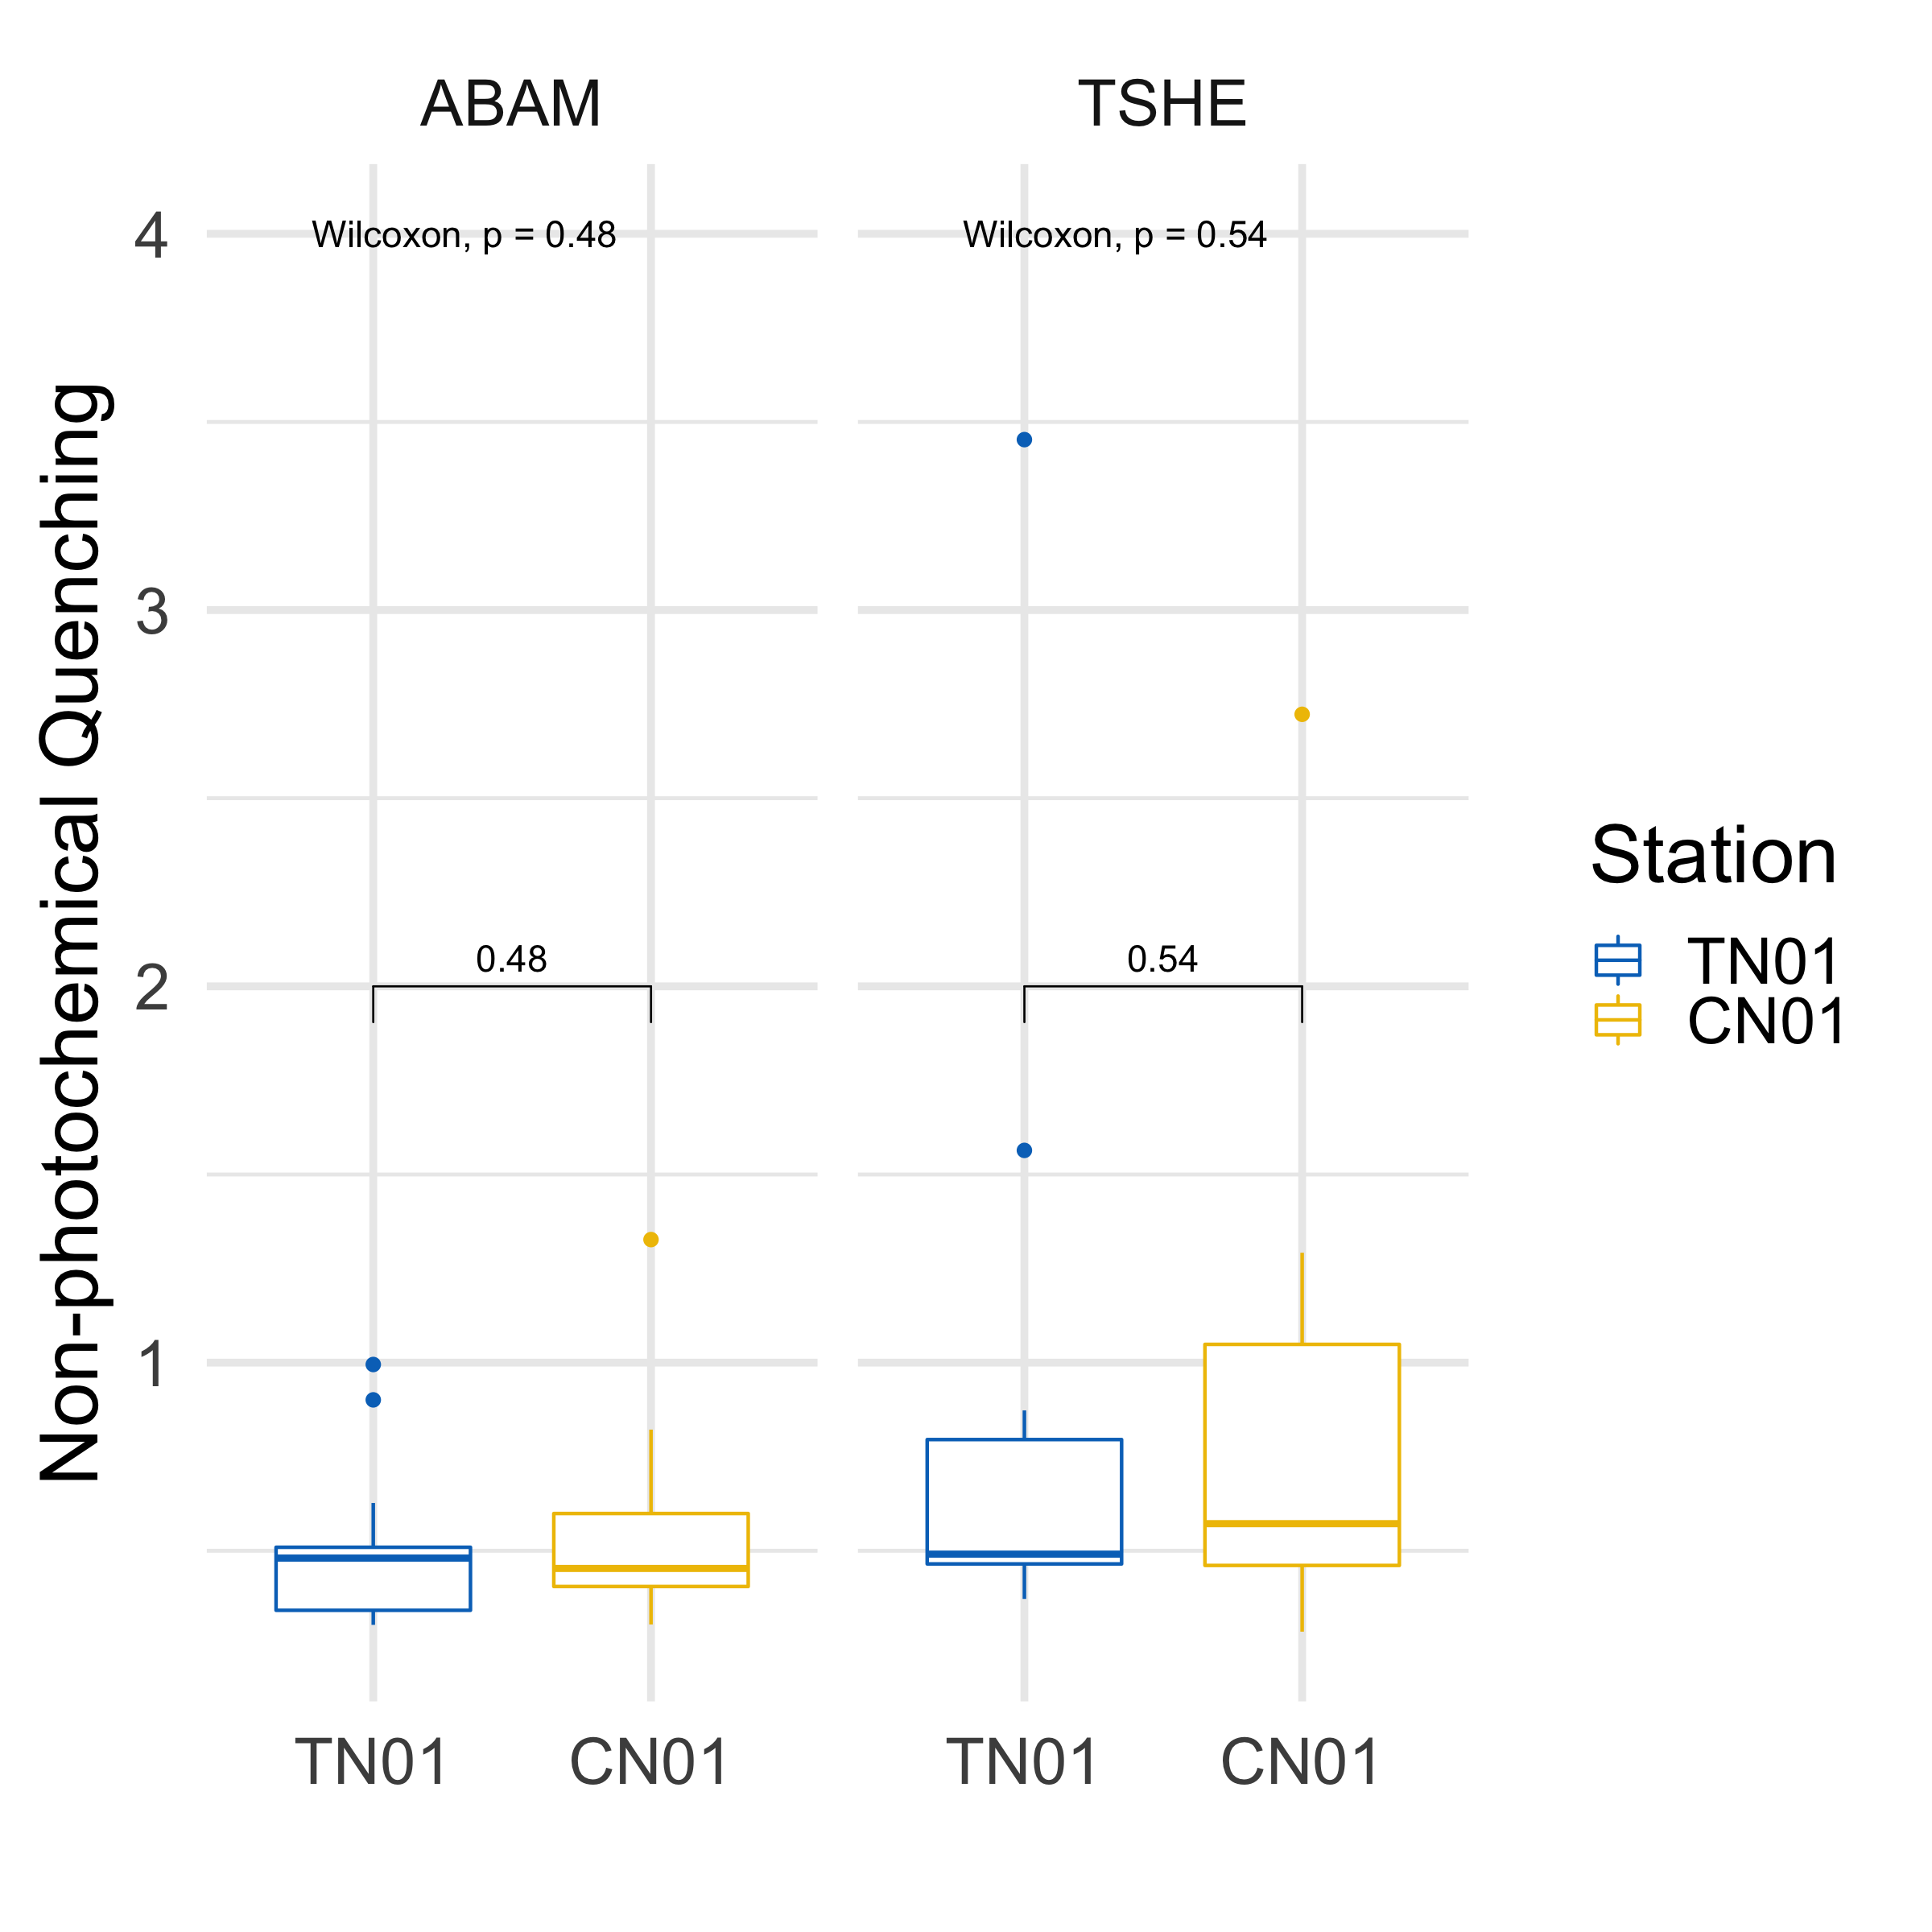 ABAM
TSHE
Non-photochemical Quenching
4
3
2
1
Wilcoxon, p = 0.48
Wilcoxon, p = 0.54
0.48
0.54
TN01
CN01
TN01
CN01
Station
TN01
CN01